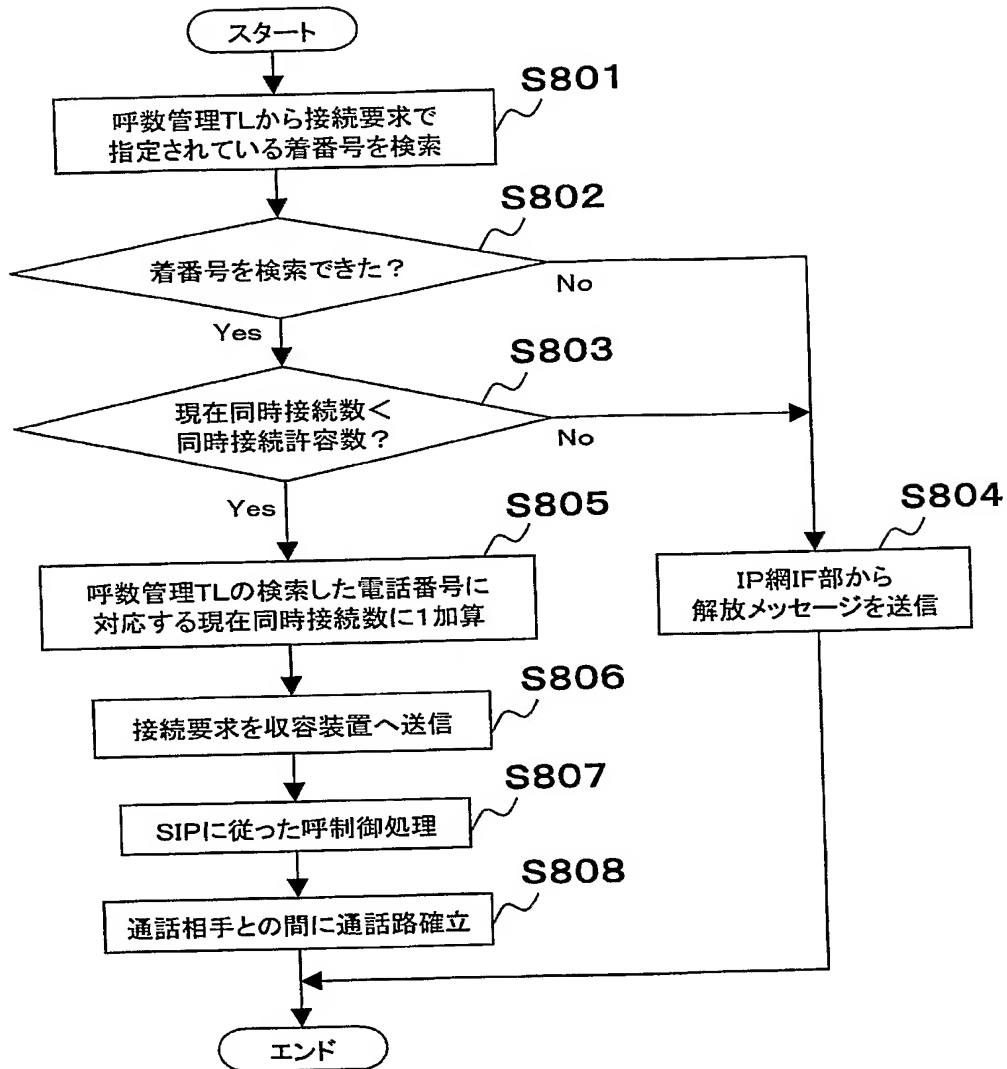 スタート
S801
呼数管理TLから接続要求で
指定されている着番号を検索
S802
着番号を検索できた？
No
Yes
S803
現在同時接続数＜
同時接続許容数？
No
Yes
S804
IP網IF部から
解放メッセージを送信
S805
呼数管理TLの検索した電話番号に
対応する現在同時接続数に1加算
S806
接続要求を収容装置へ送信
S807
SIPに従った呼制御処理
S808
通話相手との間に通話路確立
エンド